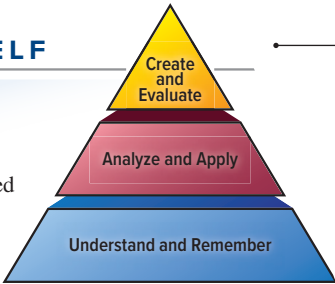 ELF
Create
and
Evaluate
Analyze and Apply
ed
Understand and Remember